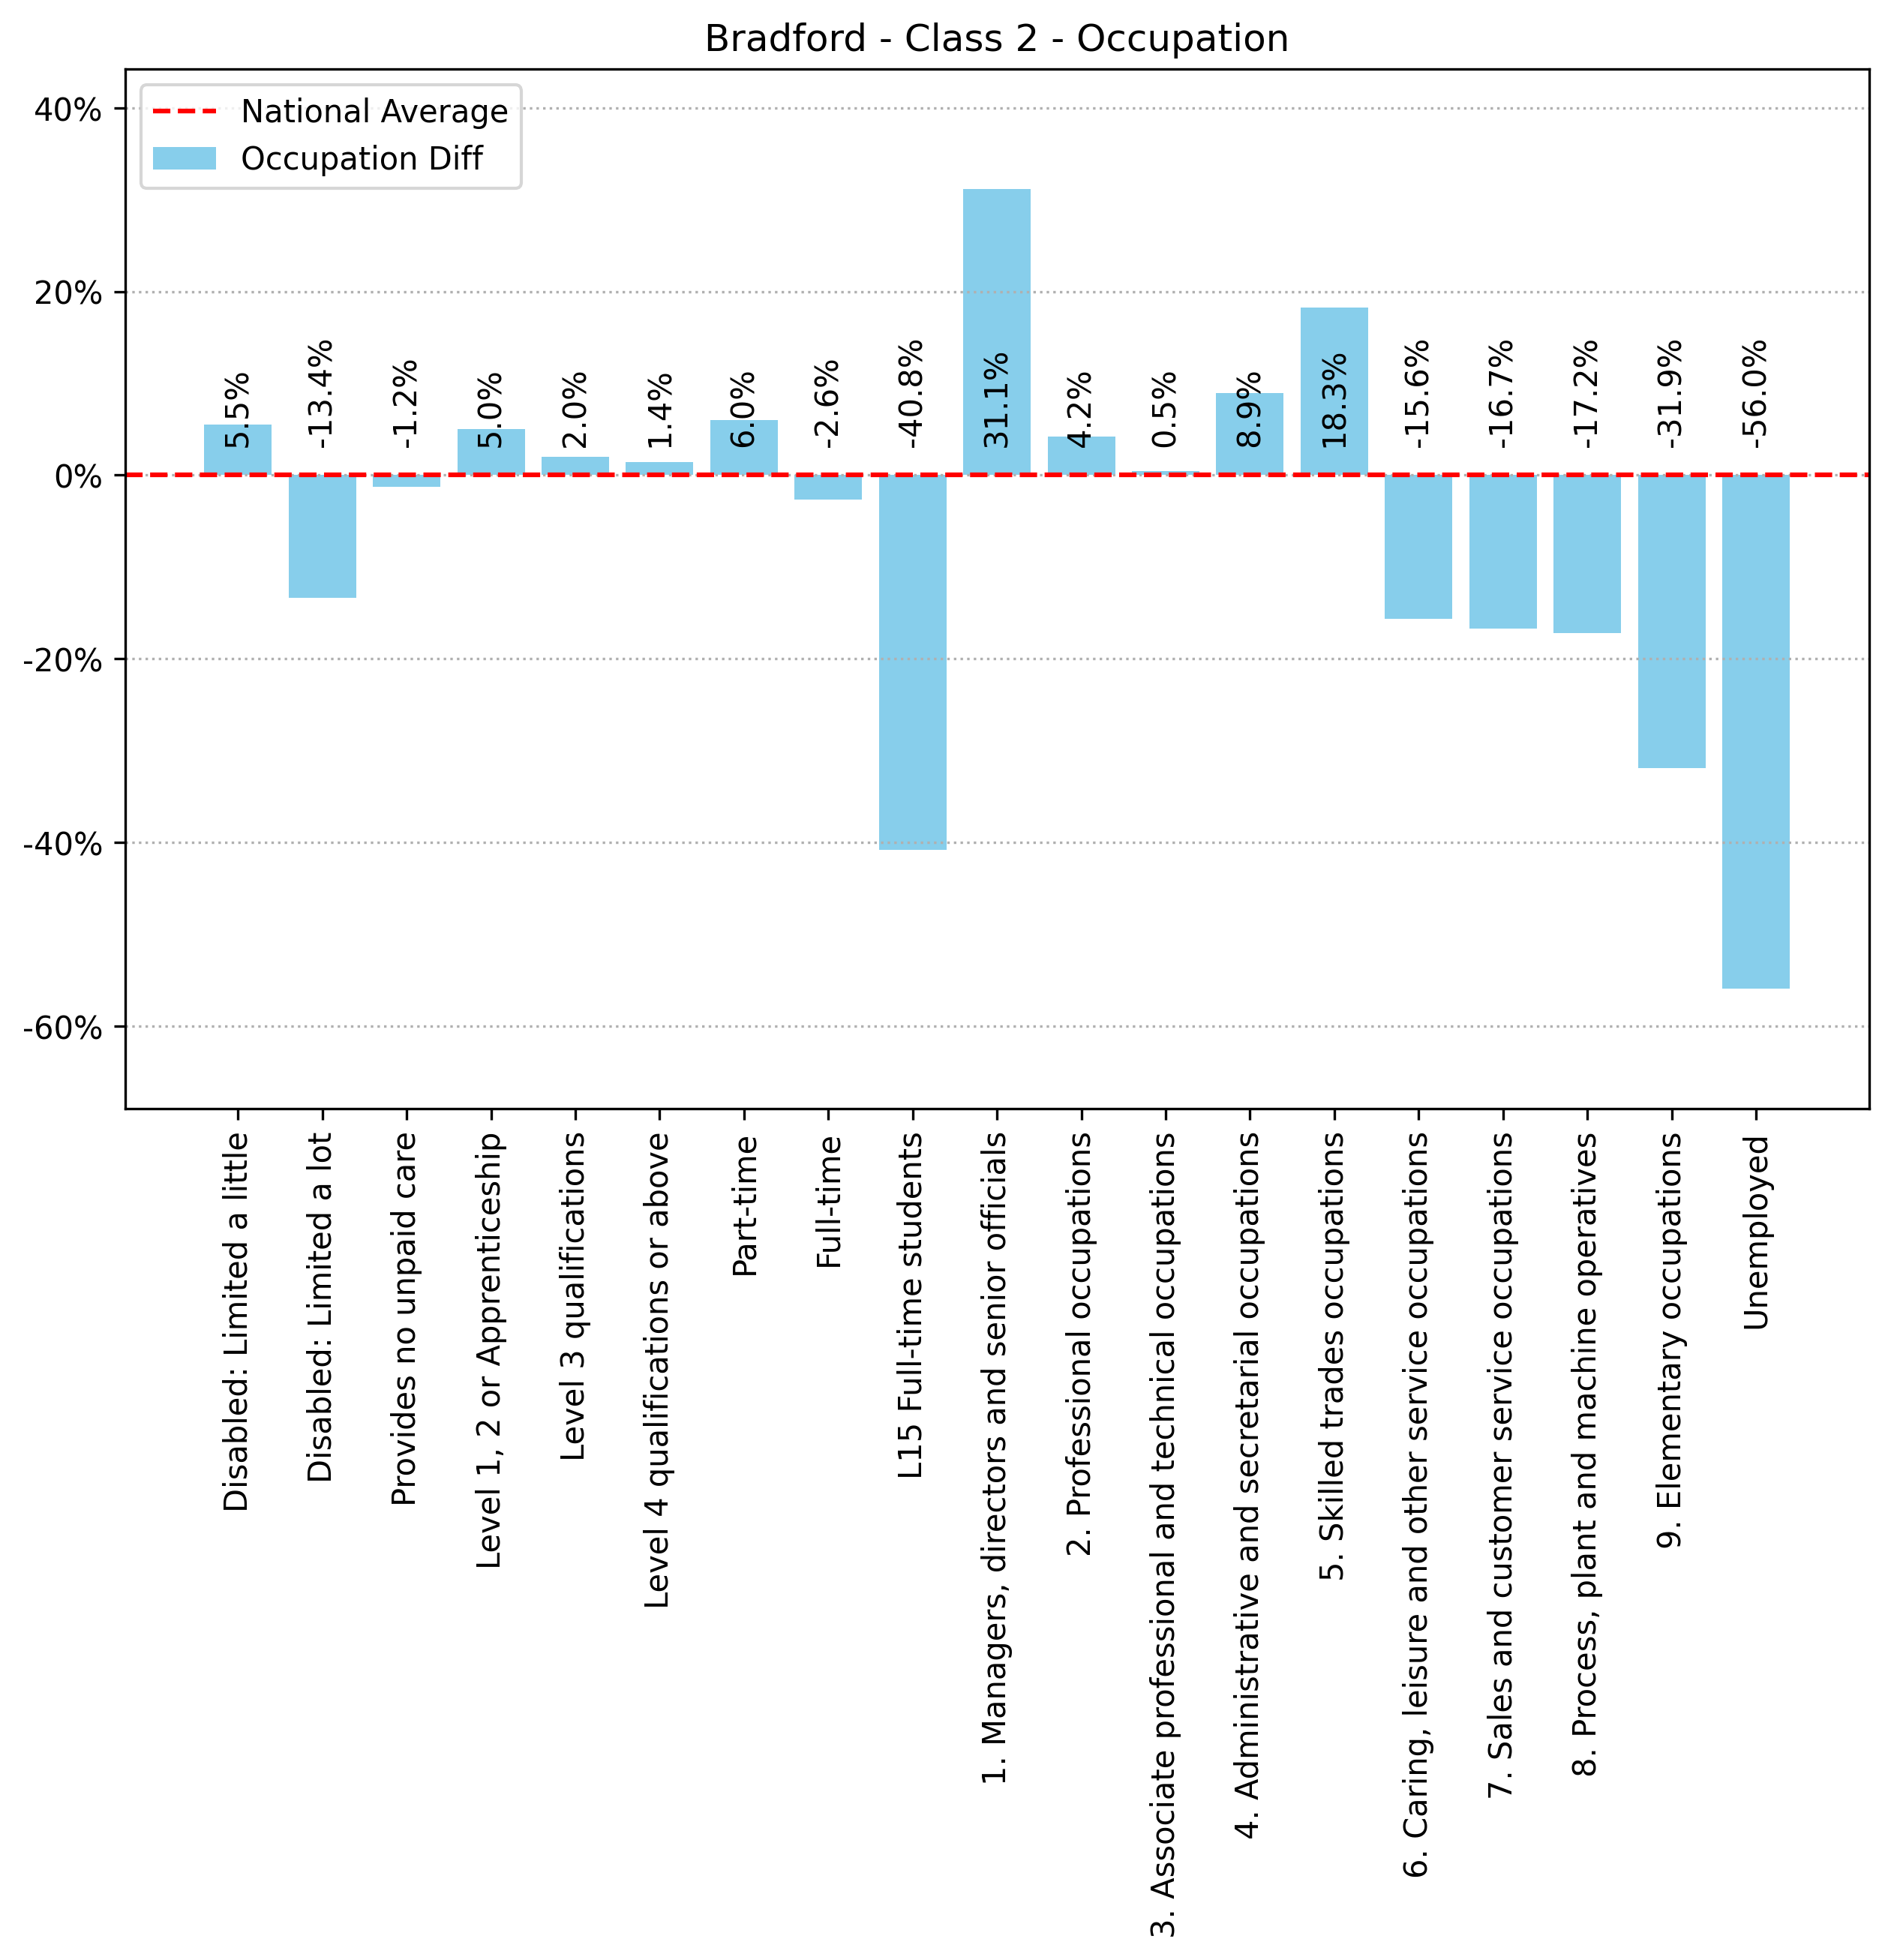 Bradford - Class 2 - Occupation
National Average
Occupation Diff
40%
20%
0%
-20%
-40%
-60%
5.5%
-13.4%
-1.2%
5.0%
2.0%
1.4%
6.0%
-2.6%
-40.8%
31.1%
4.2%
0.5%
8.9%
18.3%
-15.6%
-16.7%
-17.2%
-31.9%
-56.0%
Disabled: Limited a little
Disabled: Limited a lot
Provides no unpaid care
Level 1, 2 or Apprenticeship
Level 3 qualifications
Level 4 qualifications or above
Part-time
Full-time
L15 Full-time students
1. Managers, directors and senior officials
2. Professional occupations
3. Associate professional and technical occupations
4. Administrative and secretarial occupations
5. Skilled trades occupations
6. Caring, leisure and other service occupations
7. Sales and customer service occupations
8. Process, plant and machine operatives
9. Elementary occupations
Unemployed